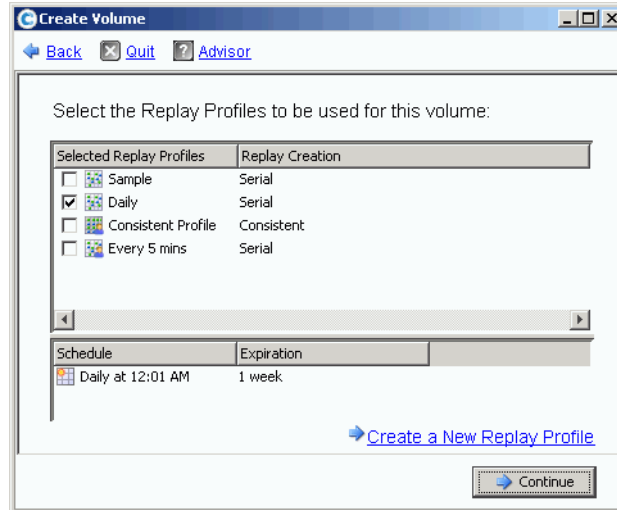 Create Volume
Back Quit Advisor
Select the Replay Profiles to be used for this volume:
Selected Replay Profiles Replay Creation
Sample Serial
Daily Serial
Consistent Profile Consistent
Every 5 mins Serial
Schedule Expiration
Daily at 12:01 AM 1 week
Create a New Replay Profile
Continue